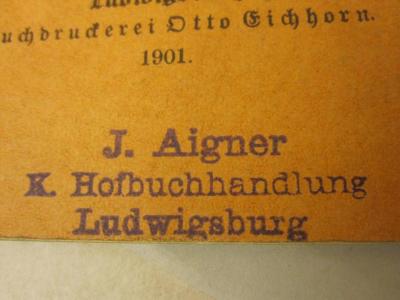 uchdruckerei Otto Eichhorn.
1901.
J. Aigner
K. Hofbuchhandlung
Ludwigsburg